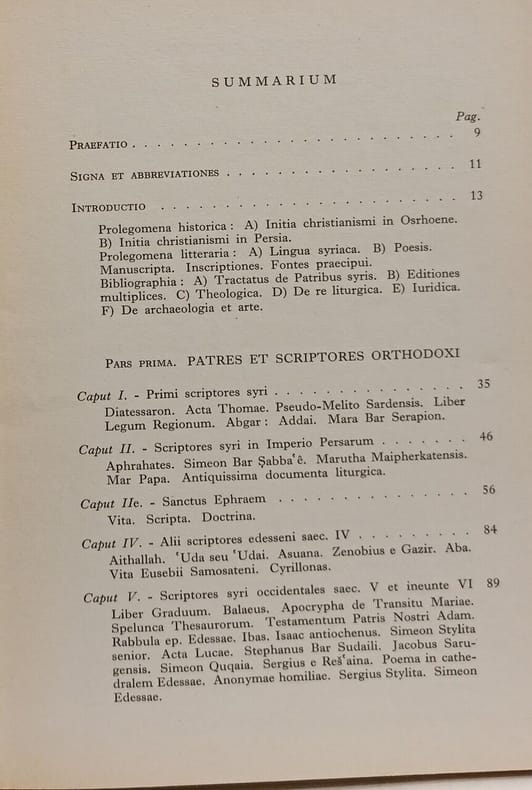 SUMMARIUM
Pag.
PRAEFATIO . . . . . . . . . . . . . . . . . . . . . . . . . . 9
SIGNA ET ABBREVIATIONES . . . . . . . . . . . . . . . . . . 11
INTRODUCTIO . . . . . . . . . . . . . . . . . . . . . . . 13
Prolegomena historica : A) Initia christianismi in Osrhoene.
B) Initia christianismi in Persia.
Prolegomena litteraria : A) Lingua syriaca. B) Poesis.
Manuscripta. Inscriptiones. Fontes praecipui.
Bibliographia : A) Tractatus de Patribus syris. B) Editiones
multiplices. C) Theologica. D) De re liturgica. E) Iuridica.
F) De archaeologia et arte.
PARS PRIMA. PATRES ET SCRIPTORES ORTHODOXI
Caput I. - Primi scriptores syri . . . . . . . . . . . . . . . 35
Diatessaron. Acta Thomae. Pseudo-Melito Sardensis. Liber
Legum Regionum. Abgar : Addai. Mara Bar Serapion.
Caput II. - Scriptores syri in Imperio Persarum . . . . . . . 46
Aphrahates. Simeon Bar Ṣabbaʿê. Marutha Maipherkatensis.
Mar Papa. Antiquissima documenta liturgica.
Caput IIe. - Sanctus Ephraem . . . . . . . . . . . . . . . 56
Vita. Scripta. Doctrina.
Caput IV. - Alii scriptores edesseni saec. IV . . . . . . . . . 84
Aithallah. ʿUda seu ʿUdai. Asuana. Zenobius e Gazir. Aba.
Vita Eusebii Samosateni. Cyrillonas.
Caput V. - Scriptores syri occidentales saec. V et ineunte VI 89
Liber Graduum. Balaeus. Apocrypha de Transitu Mariae.
Spelunca Thesaurorum. Testamentum Patris Nostri Adam.
Rabbula ep. Edessae. Ibas. Isaac antiochenus. Simeon Stylita
senior. Acta Lucae. Stephanus Bar Sudaili. Jacobus Saru-
gensis. Simeon Quqaia. Sergius e Rešʿaina. Poema in cathe-
dralem Edessae. Anonymae homiliae. Sergius Stylita. Simeon
Edessae.